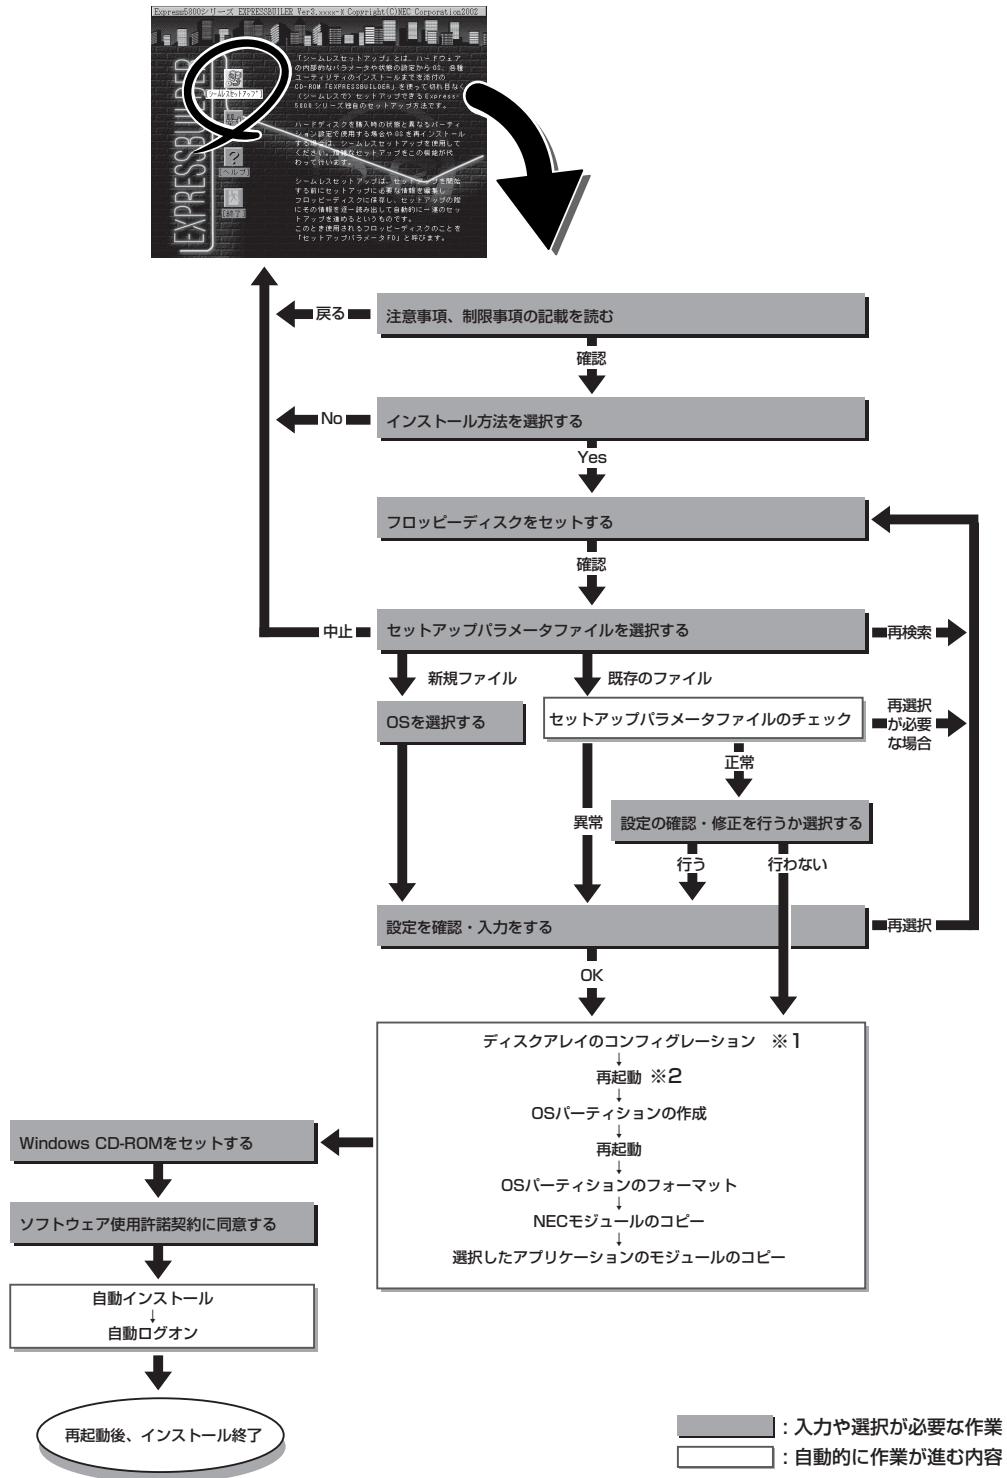 Express5800シリーズ EXPRESSBUILER Ver3.xxxx-X Copyright(C)NEC Corporation2002
EXPRESSBUILDER
「シームレスセットアップ」とは、ハードウェア
の内部的なパラメータや状態の設定から OS、各種
ユーティリティのインストールまでを添付の
CD-ROM「EXPRESSBUILDER」を使って切れ目なく
（シームレスで）セットアップできる Express-
5800 シリーズ独自のセットアップ方法です。
ハードディスクを購入時の状態と異なるパーティ
ション設定で使用する場合や OS を再インストール
する場合は、シームレスセットアップを使用して
ください。煩雑なセットアップをこの機能が代
わって行います。
シームレスセットアップは、セットアップを開始
する前にセットアップに必要な情報を編集し
フロッピーディスクに保存し、セットアップの際
にその情報を逐一読み出して自動的に一連のセッ
トアップを進めるというものです。
このとき使用されるフロッピーディスクのことを
「セットアップパラメータFD」と呼びます。
[シームレスセットアップ]
[ヘルプ]
[終了]
戻る
注意事項、制限事項の記載を読む
確認
No
インストール方法を選択する
Yes
フロッピーディスクをセットする
確認
中止
セットアップパラメータファイルを選択する
再検索
新規ファイル
既存のファイル
OSを選択する
セットアップパラメータファイルのチェック
再選択
が必要
な場合
正常
異常
設定の確認・修正を行うか選択する
行う
行わない
設定を確認・入力をする
再選択
OK
ディスクアレイのコンフィグレーション ※1
↓
再起動 ※2
↓
OSパーティションの作成
↓
再起動
↓
OSパーティションのフォーマット
↓
NECモジュールのコピー
↓
選択したアプリケーションのモジュールのコピー
Windows CD-ROMをセットする
ソフトウェア使用許諾契約に同意する
自動インストール
↓
自動ログオン
再起動後、インストール終了
：入力や選択が必要な作業
：自動的に作業が進む内容